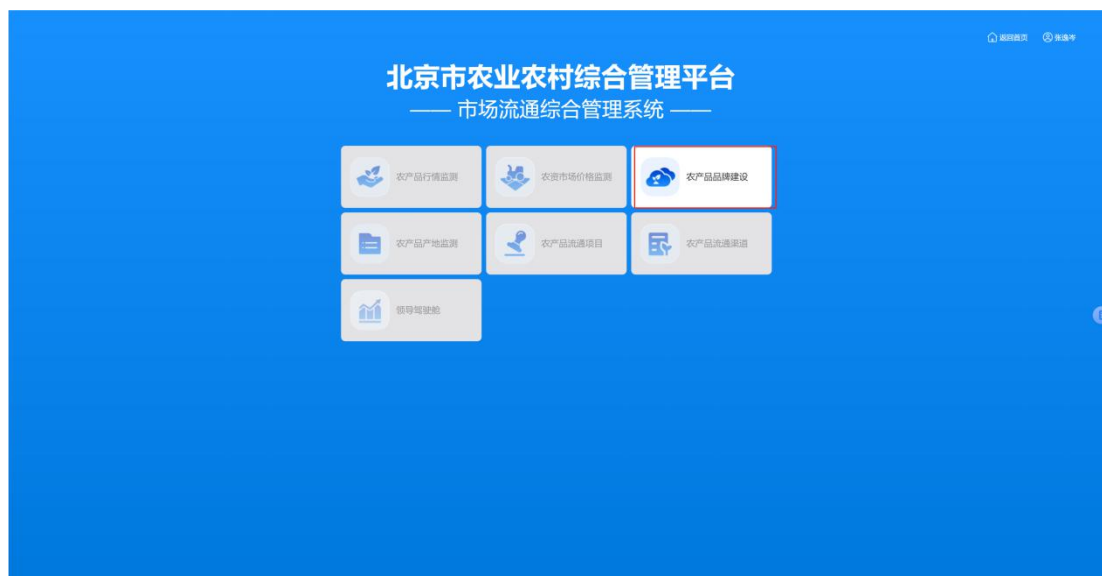 返回首页 张逸岑
北京市农业农村综合管理平台
—— 市场流通综合管理系统 ——
农产品行情监测 农资市场价格监测 农产品品牌建设
农产品产地监测 农产品流通项目 农产品流通渠道
领导驾驶舱